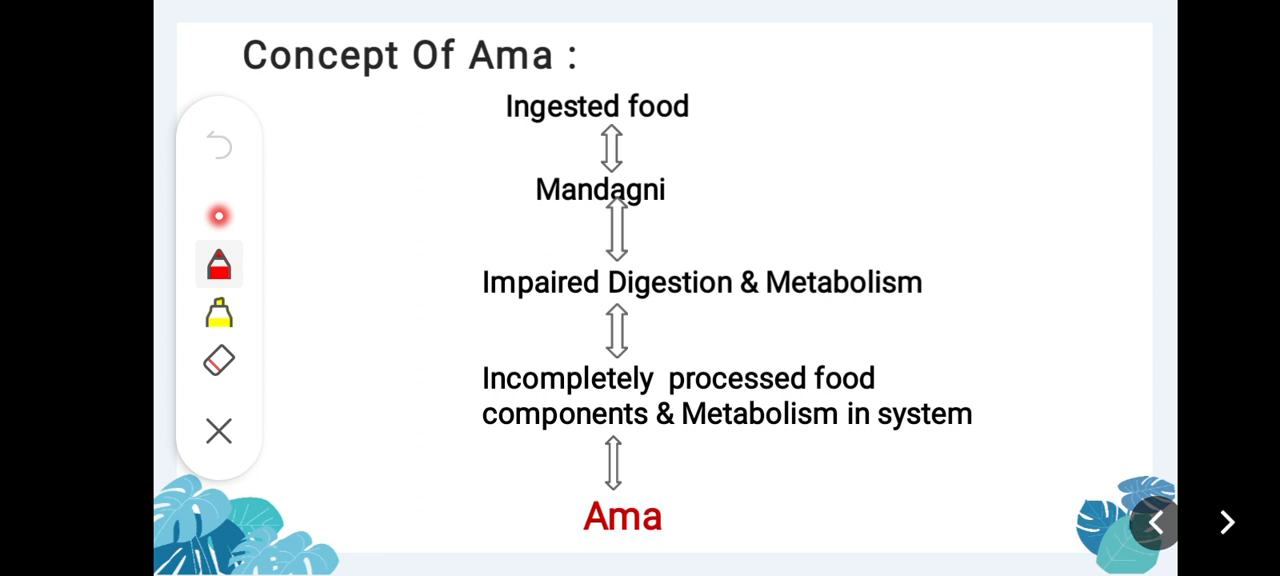 Concept Of Ama :
Ingested food
Mandagni
Impaired Digestion & Metabolism
Incompletely processed food
components & Metabolism in system
Ama